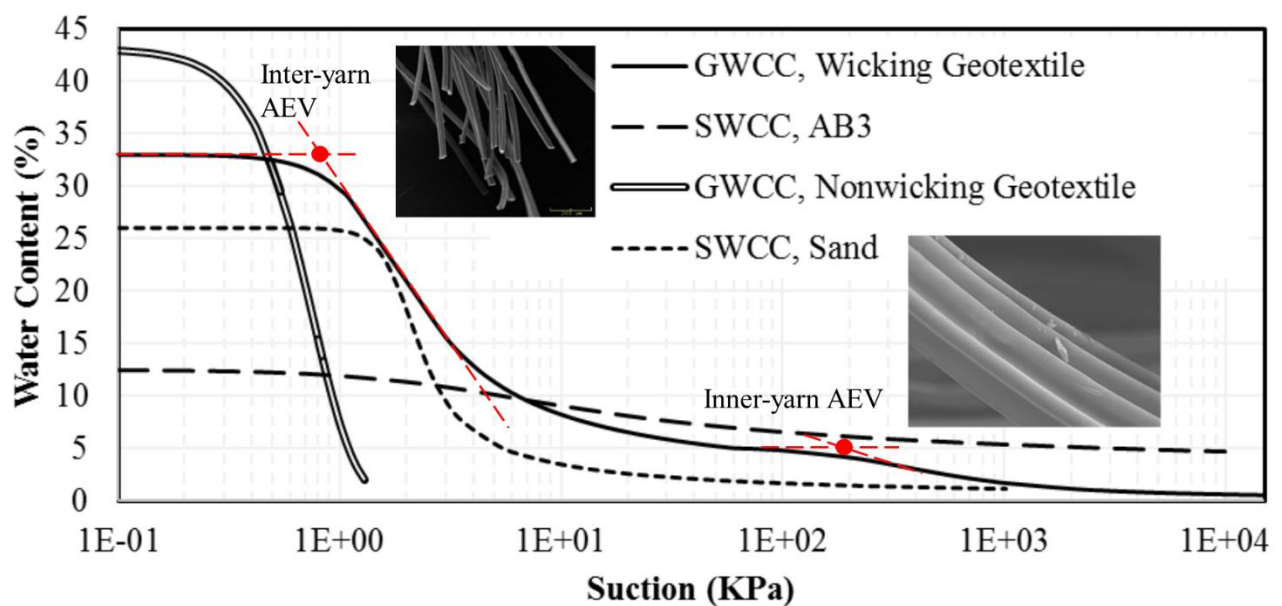 Water Content (%)
45
40
35
30
25
20
15
10
5
0
Inter-yarn
AEV
GWCC, Wicking Geotextile
SWCC, AB3
GWCC, Nonwicking Geotextile
SWCC, Sand
Inner-yarn AEV
1E-01
1E+00
1E+01
1E+02
1E+03
1E+04
Suction (KPa)